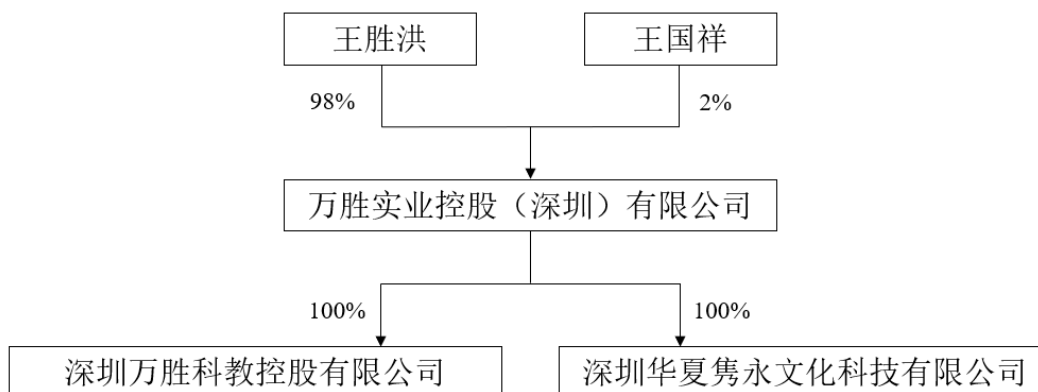 王胜洪
王国祥
98%
2%
万胜实业控股（深圳）有限公司
100%
100%
深圳万胜科教控股有限公司
深圳华夏隽永文化科技有限公司